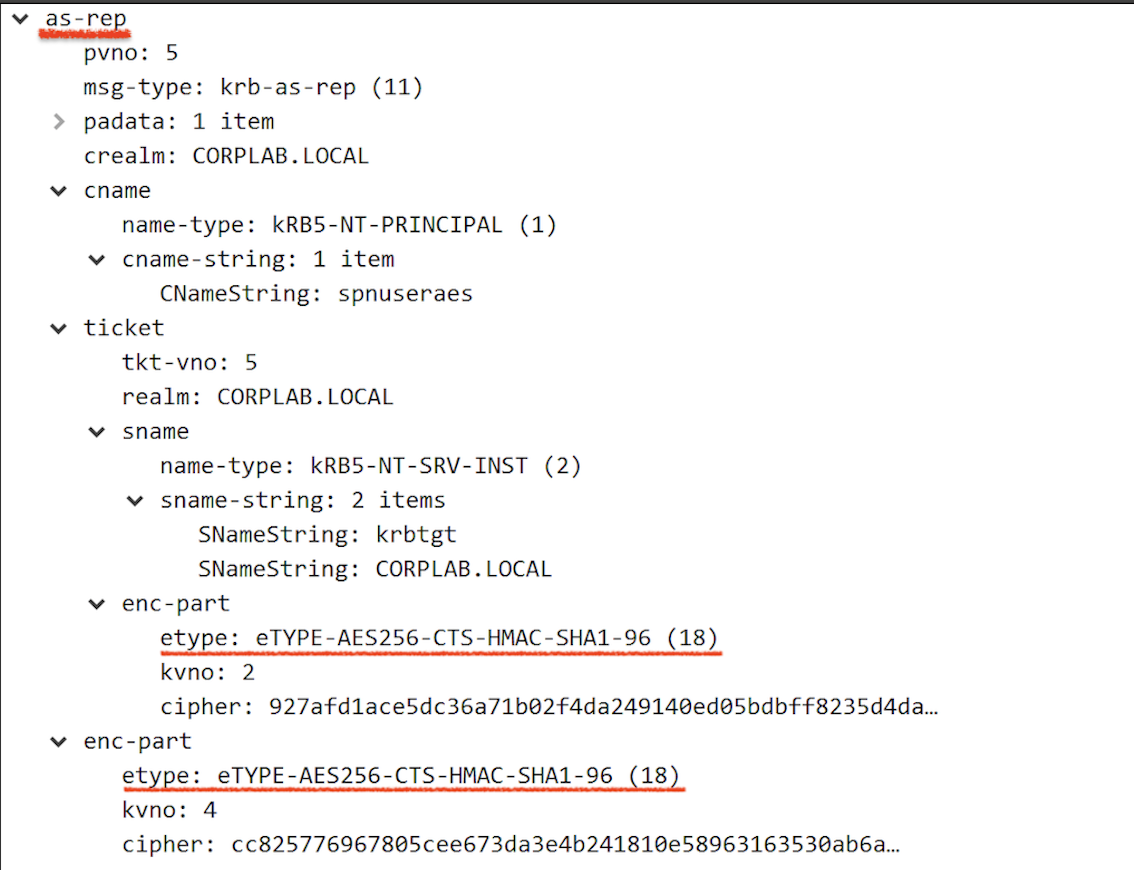 as-rep
pvno: 5
msg-type: krb-as-rep (11)
padata: 1 item
crealm: CORPLAB.LOCAL
cname
name-type: kRB5-NT-PRINCIPAL (1)
cname-string: 1 item
CNameString: spnuseraes
ticket
tkt-vno: 5
realm: CORPLAB.LOCAL
sname
name-type: kRB5-NT-SRV-INST (2)
sname-string: 2 items
SNameString: krbtgt
SNameString: CORPLAB.LOCAL
enc-part
etype: eTYPE-AES256-CTS-HMAC-SHA1-96 (18)
kvno: 2
cipher: 927afd1ace5dc36a71b02f4da249140ed05bdbff8235d4da…
enc-part
etype: eTYPE-AES256-CTS-HMAC-SHA1-96 (18)
kvno: 4
cipher: cc825776967805cee673da3e4b241810e58963163530ab6a…